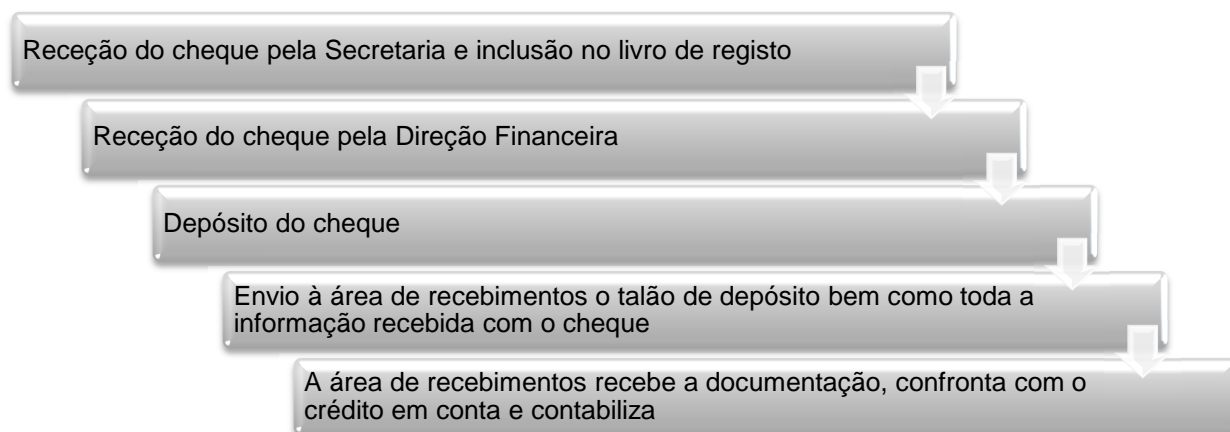 Receção do cheque pela Secretaria e inclusão no livro de registo
Receção do cheque pela Direção Financeira
Depósito do cheque
Envio à área de recebimentos o talão de depósito bem como toda a
informação recebida com o cheque
A área de recebimentos recebe a documentação, confronta com o
crédito em conta e contabiliza